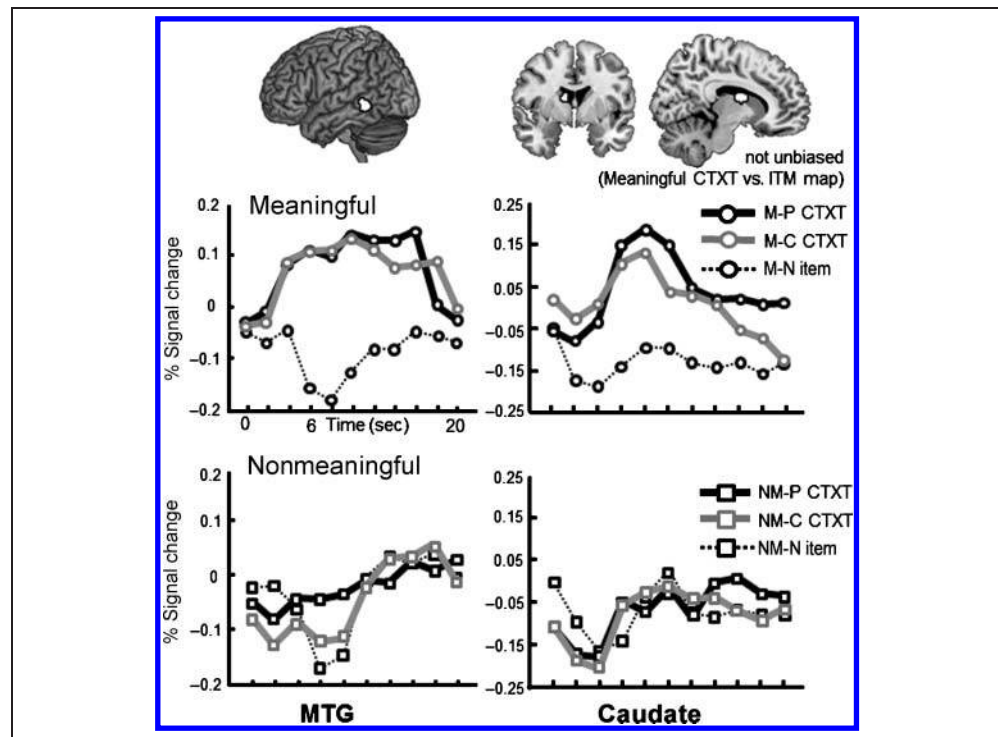 not unbiased
(Meaningful CTXT vs. ITM map)
Meaningful
% Signal change
0.2
0.1
0
−0.1
−0.2
0 6 Time (sec) 20
0.25
0.15
0.05
−0.05
−0.15
−0.25
M-P CTXT
M-C CTXT
M-N item
Nonmeaningful
% Signal change
0.2
0.1
0
−0.1
−0.2
MTG
0.25
0.15
0.05
−0.05
−0.15
−0.25
NM-P CTXT
NM-C CTXT
NM-N item
Caudate